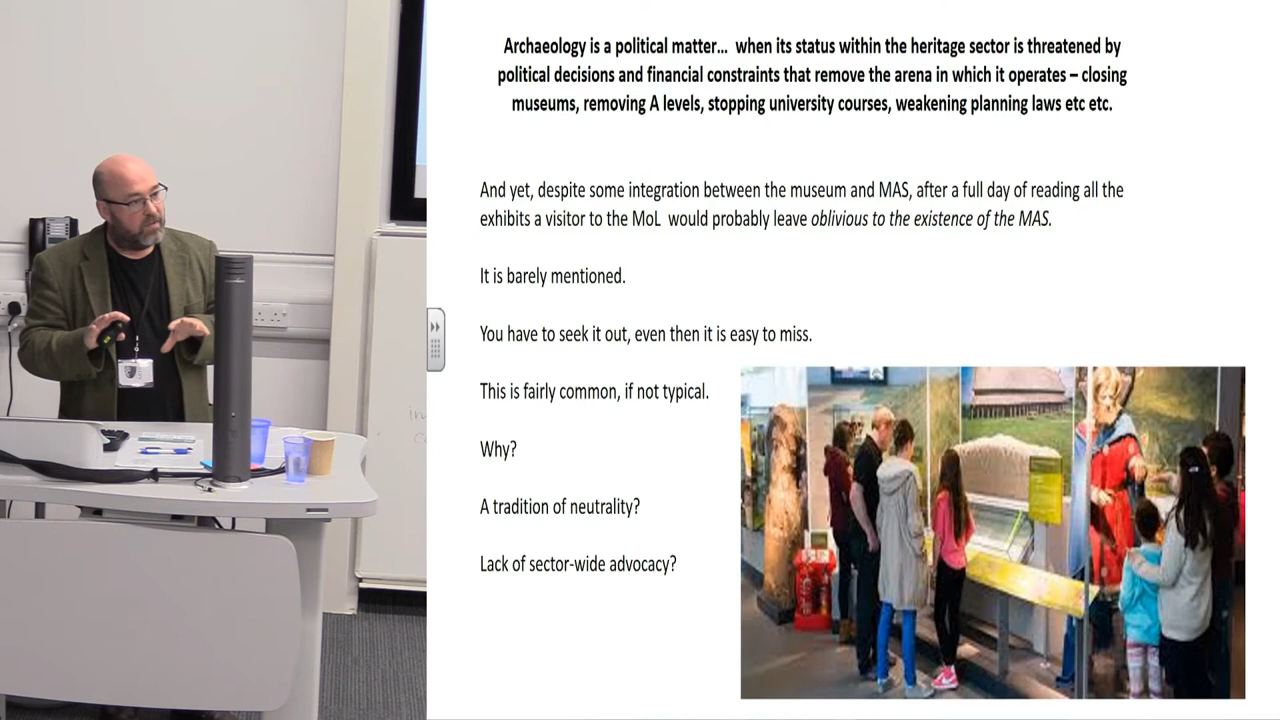 Archaeology is a political matter… when its status within the heritage sector is threatened by
political decisions and financial constraints that remove the arena in which it operates – closing
museums, removing A levels, stopping university courses, weakening planning laws etc etc.
And yet, despite some integration between the museum and MAS, after a full day of reading all the
exhibits a visitor to the MoL would probably leave oblivious to the existence of the MAS.
It is barely mentioned.
You have to seek it out, even then it is easy to miss.
This is fairly common, if not typical.
Why?
A tradition of neutrality?
Lack of sector-wide advocacy?